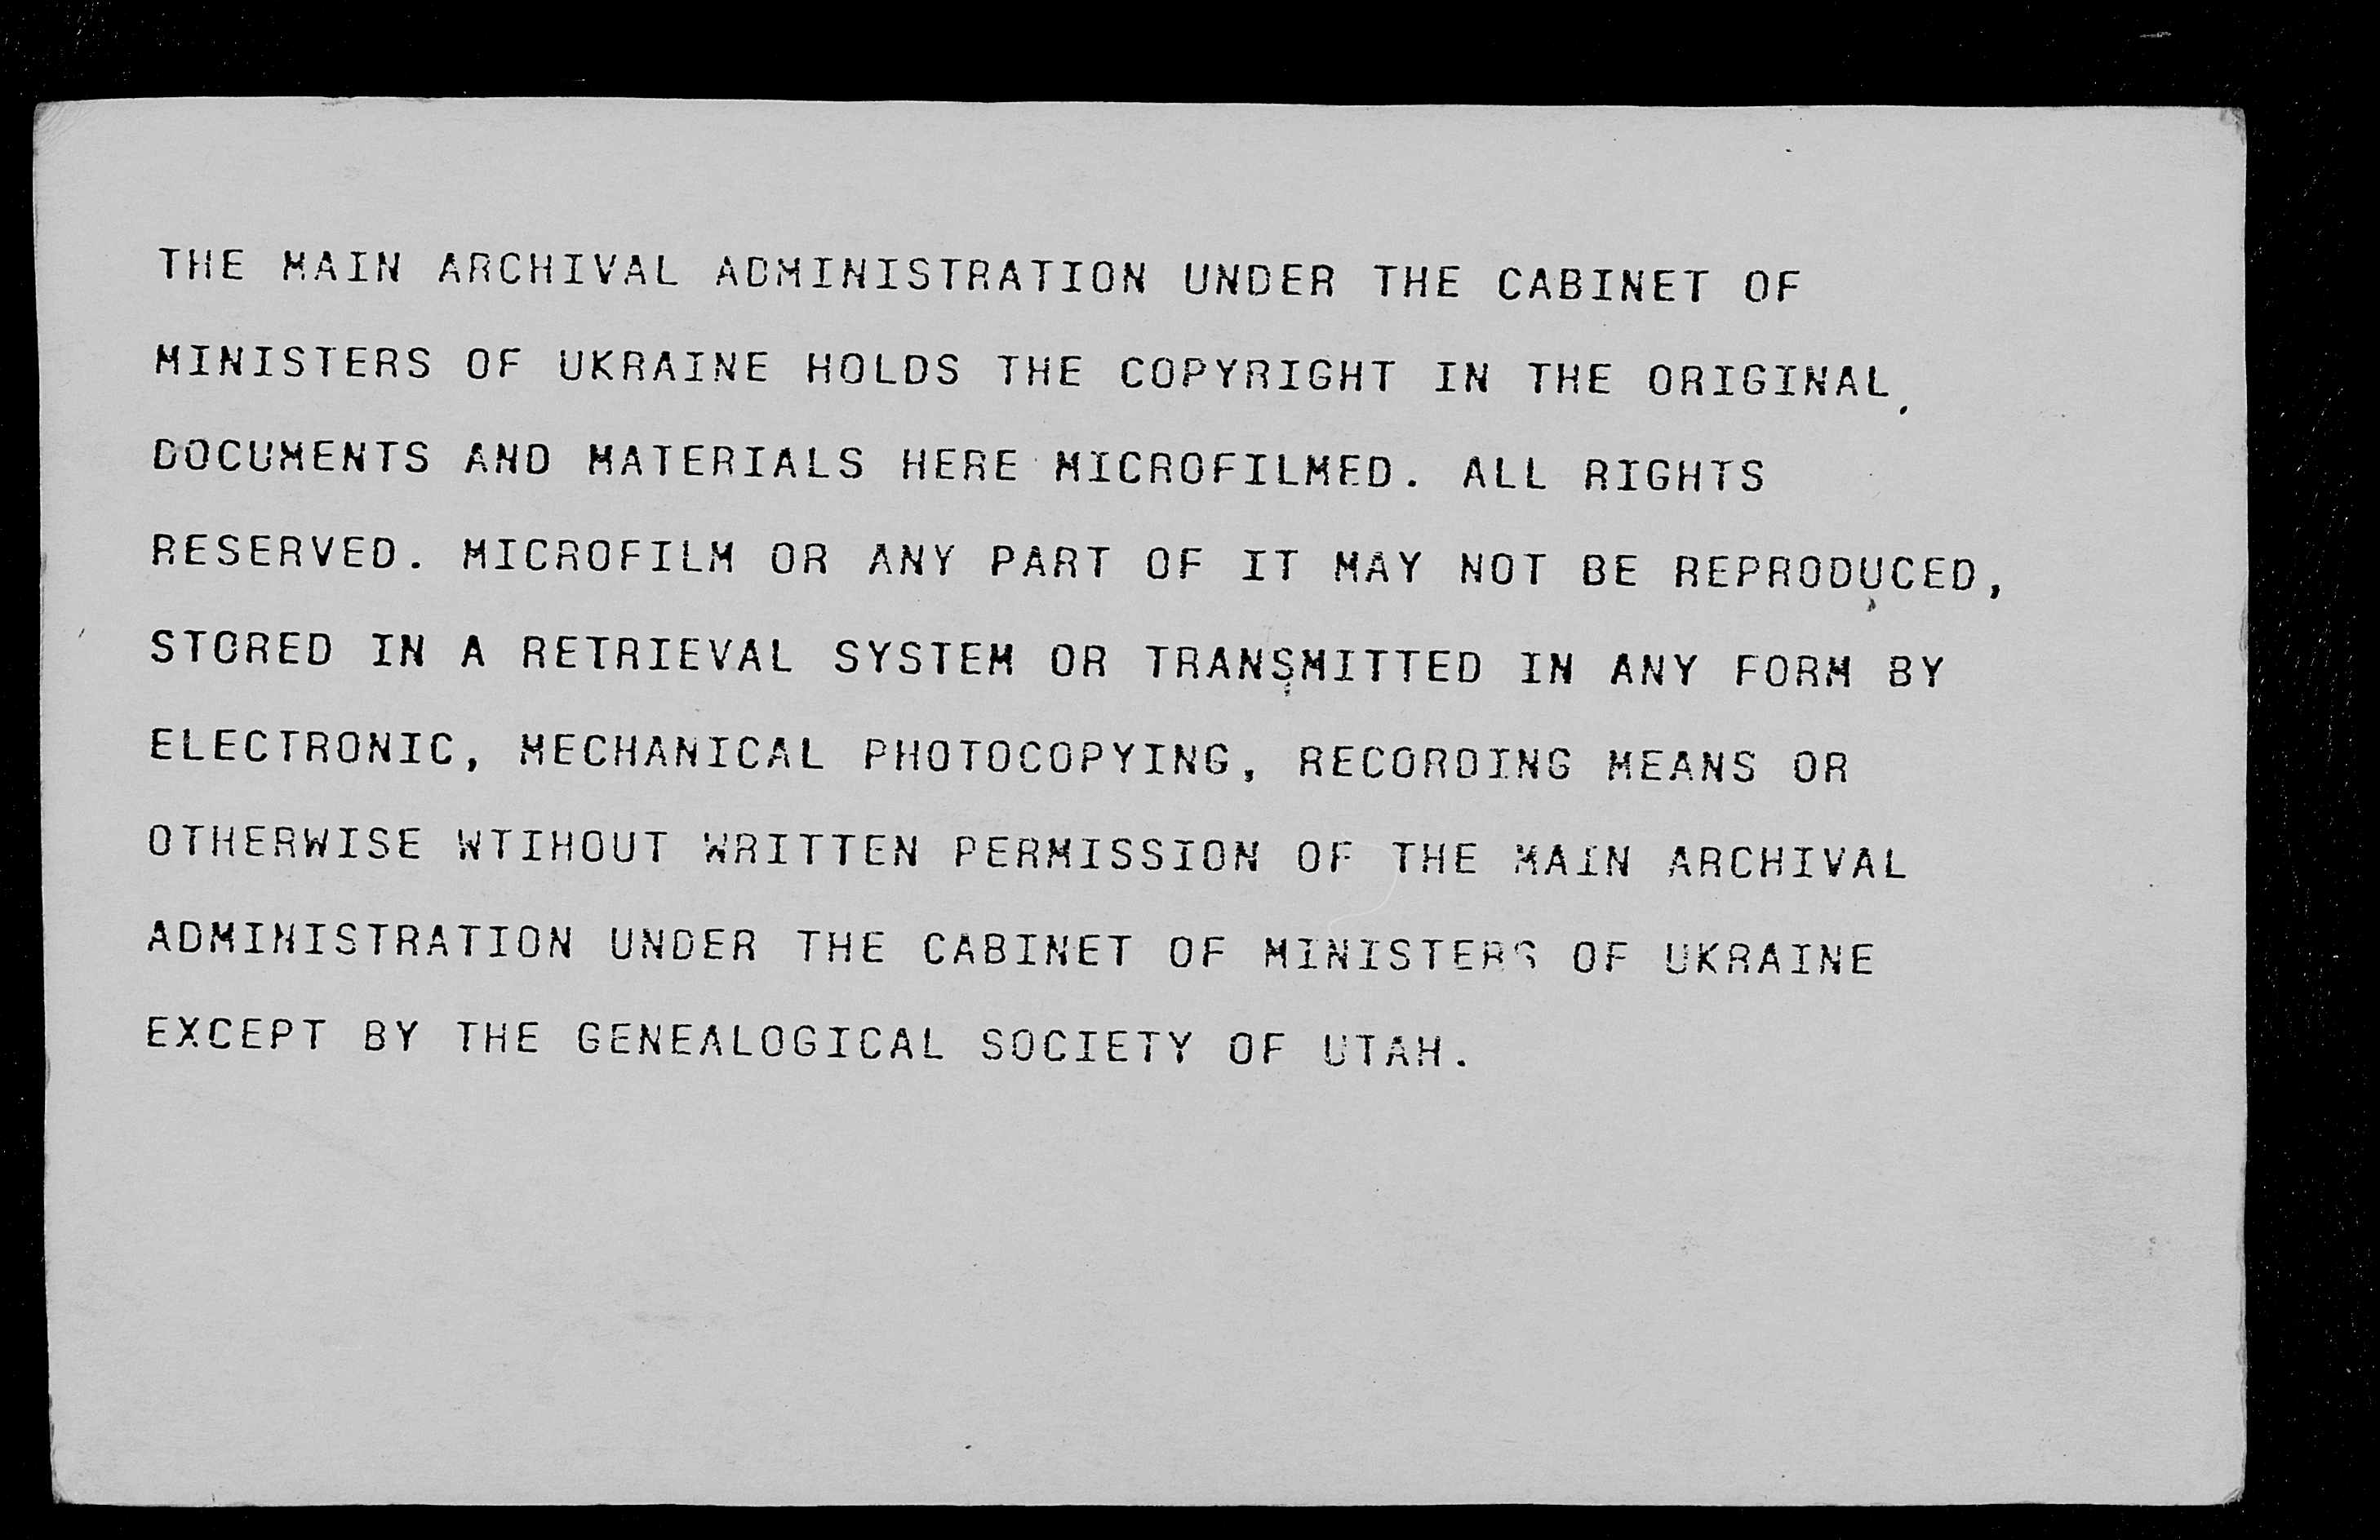 THE MAIN ARCHIVAL ADMINISTRATION UNDER THE CABINET OF
MINISTERS OF UKRAINE HOLDS THE COPYRIGHT IN THE ORIGINAL
DOCUMENTS AND MATERIALS HERE MICROFILMED. ALL RIGHTS
RESERVED. MICROFILM OR ANY PART OF IT MAY NOT BE REPRODUCED,
STORED IN A RETRIEVAL SYSTEM OR TRANSMITTED IN ANY FORM BY
ELECTRONIC, MECHANICAL PHOTOCOPYING, RECORDING MEANS OR
OTHERWISE WTIHOUT WRITTEN PERMISSION OF THE MAIN ARCHIVAL
ADMINISTRATION UNDER THE CABINET OF MINISTERS OF UKRAINE
EXCEPT BY THE GENEALOGICAL SOCIETY OF UTAH.